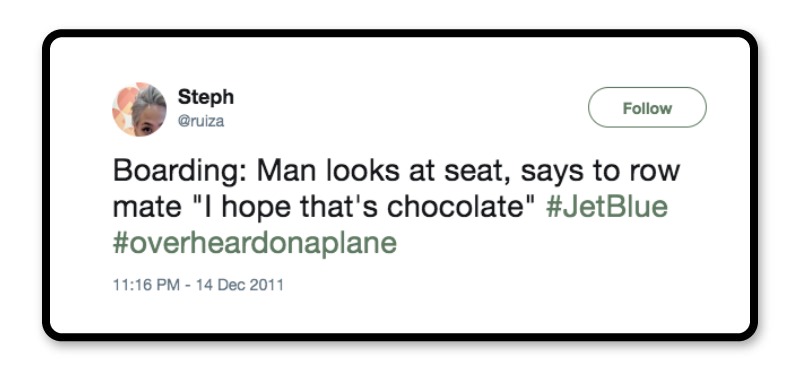 Steph
@ruiza
Follow
Boarding: Man looks at seat, says to row
mate "I hope that's chocolate" #JetBlue
#overheardonaplane
11:16 PM - 14 Dec 2011